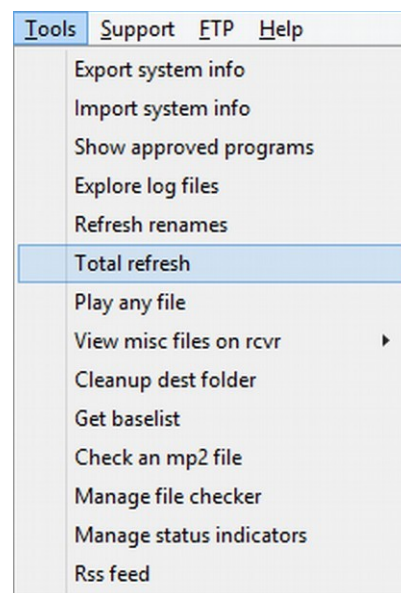 Tools Support FTP Help
Export system info
Import system info
Show approved programs
Explore log files
Refresh renames
Total refresh
Play any file
View misc files on rcvr
Cleanup dest folder
Get baselist
Check an mp2 file
Manage file checker
Manage status indicators
Rss feed